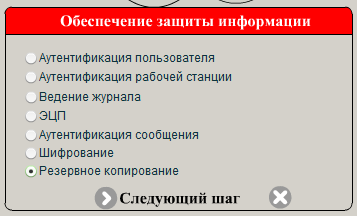 Обеспечение защиты информации
Аутентификация пользователя
Аутентификация рабочей станции
Ведение журнала
ЭЦП
Аутентификация сообщения
Шифрование
Резервное копирование
Следующий шаг